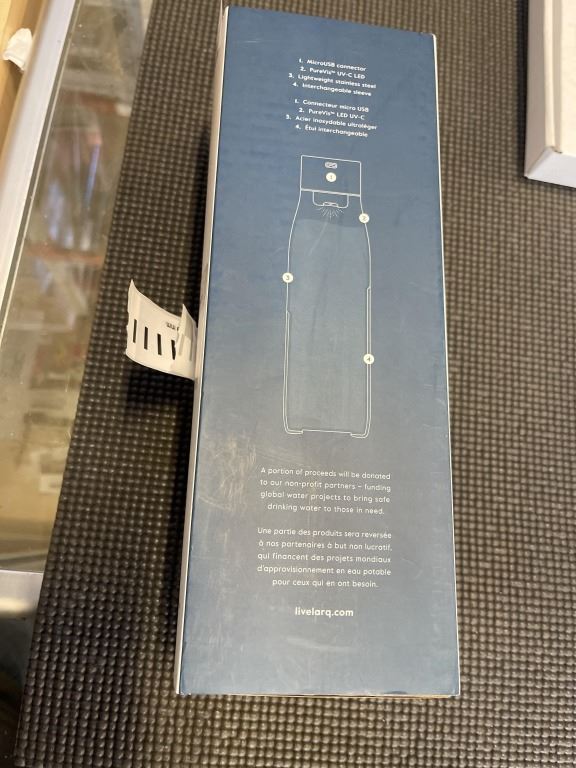 1. MicroUSB connector
2. PureVis™ UV-C LED
3. Lightweight stainless steel
4. Interchangeable sleeve
1. Connecteur micro USB
2. PureVis™ LED UV-C
3. Acier inoxydable ultraléger
4. Étui interchangeable
1
2
3
4
A portion of proceeds will be donated
to our non-profit partners – funding
global water projects to bring safe
drinking water to those in need.
Une partie des produits sera reversée
à nos partenaires à but non lucratif,
qui financent des projets mondiaux
d'approvisionnement en eau potable
pour ceux qui en ont besoin.
livelarq.com